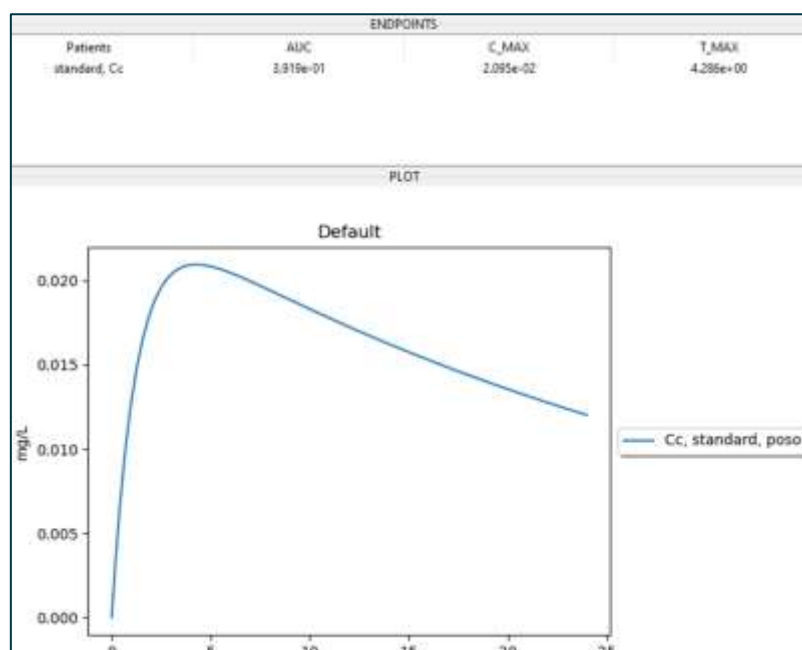 ENDPOINTS
Patients AUC C_MAX T_MAX
standard, Cc 3.919e-01 2.095e-02 4.286e+00
PLOT
Default
0.020
0.015
0.010
0.005
0.000
mg/L
Cc, standard, poso
0 5 10 15 20 25